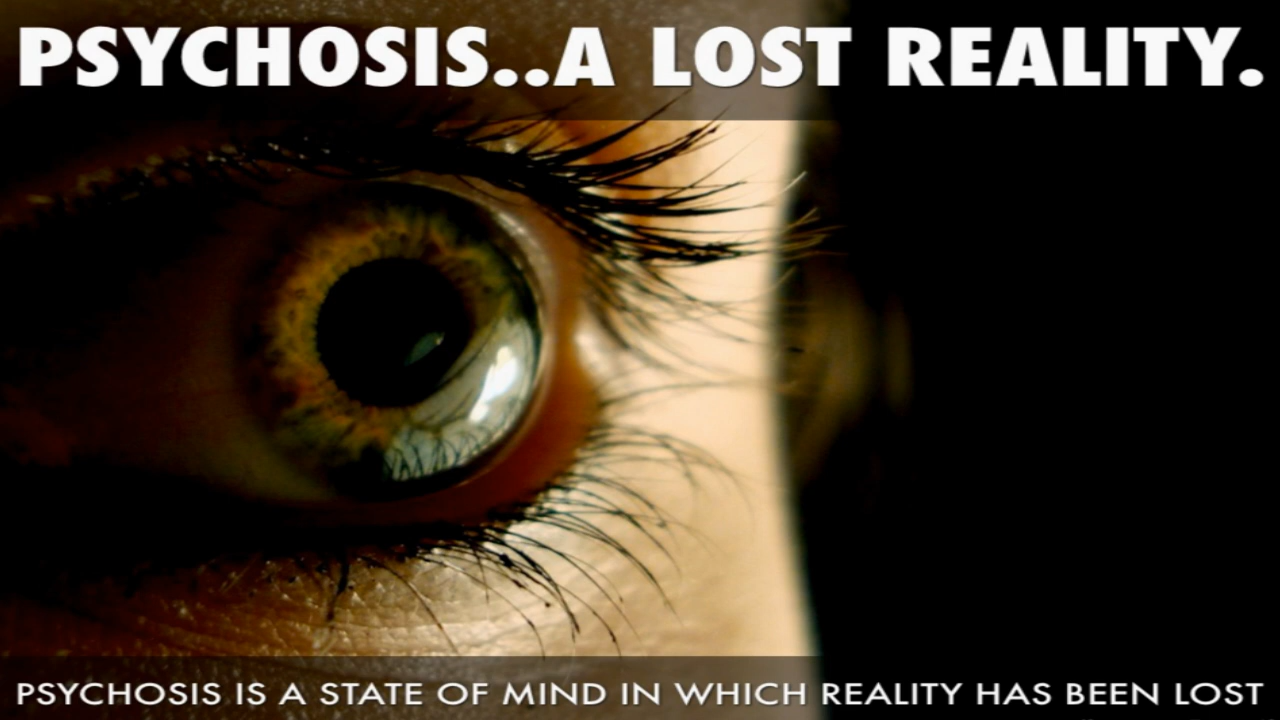 PSYCHOSIS..A LOST REALITY.
PSYCHOSIS IS A STATE OF MIND IN WHICH REALITY HAS BEEN LOST